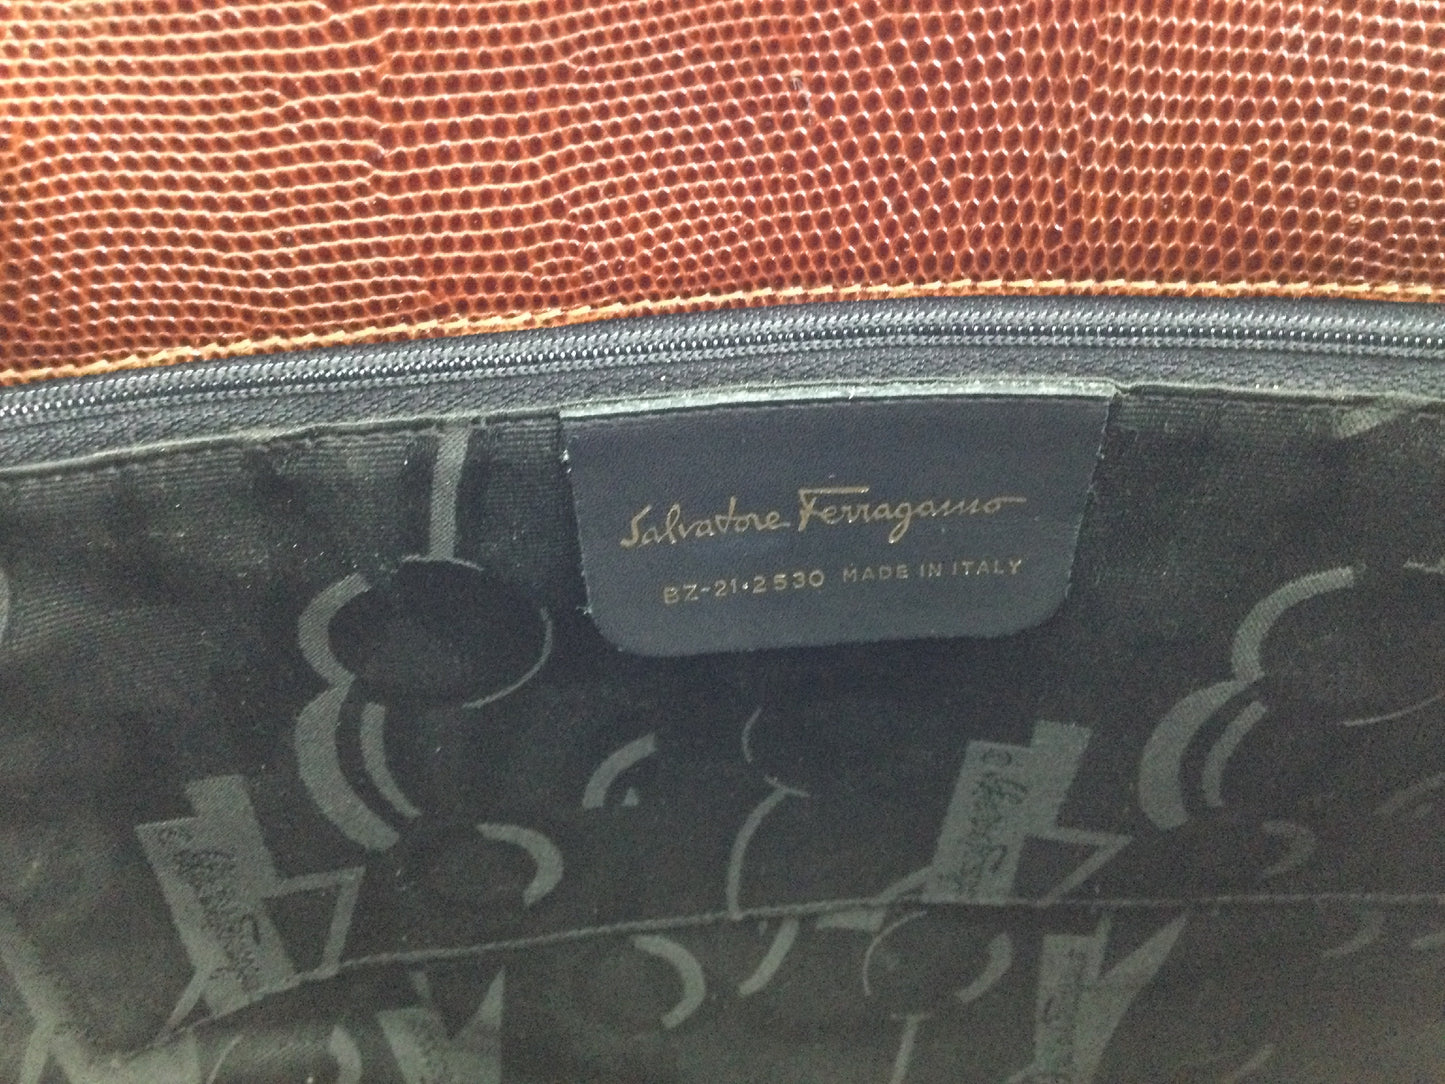 Salvatore Ferragamo
BZ-21•2530 MADE IN ITALY